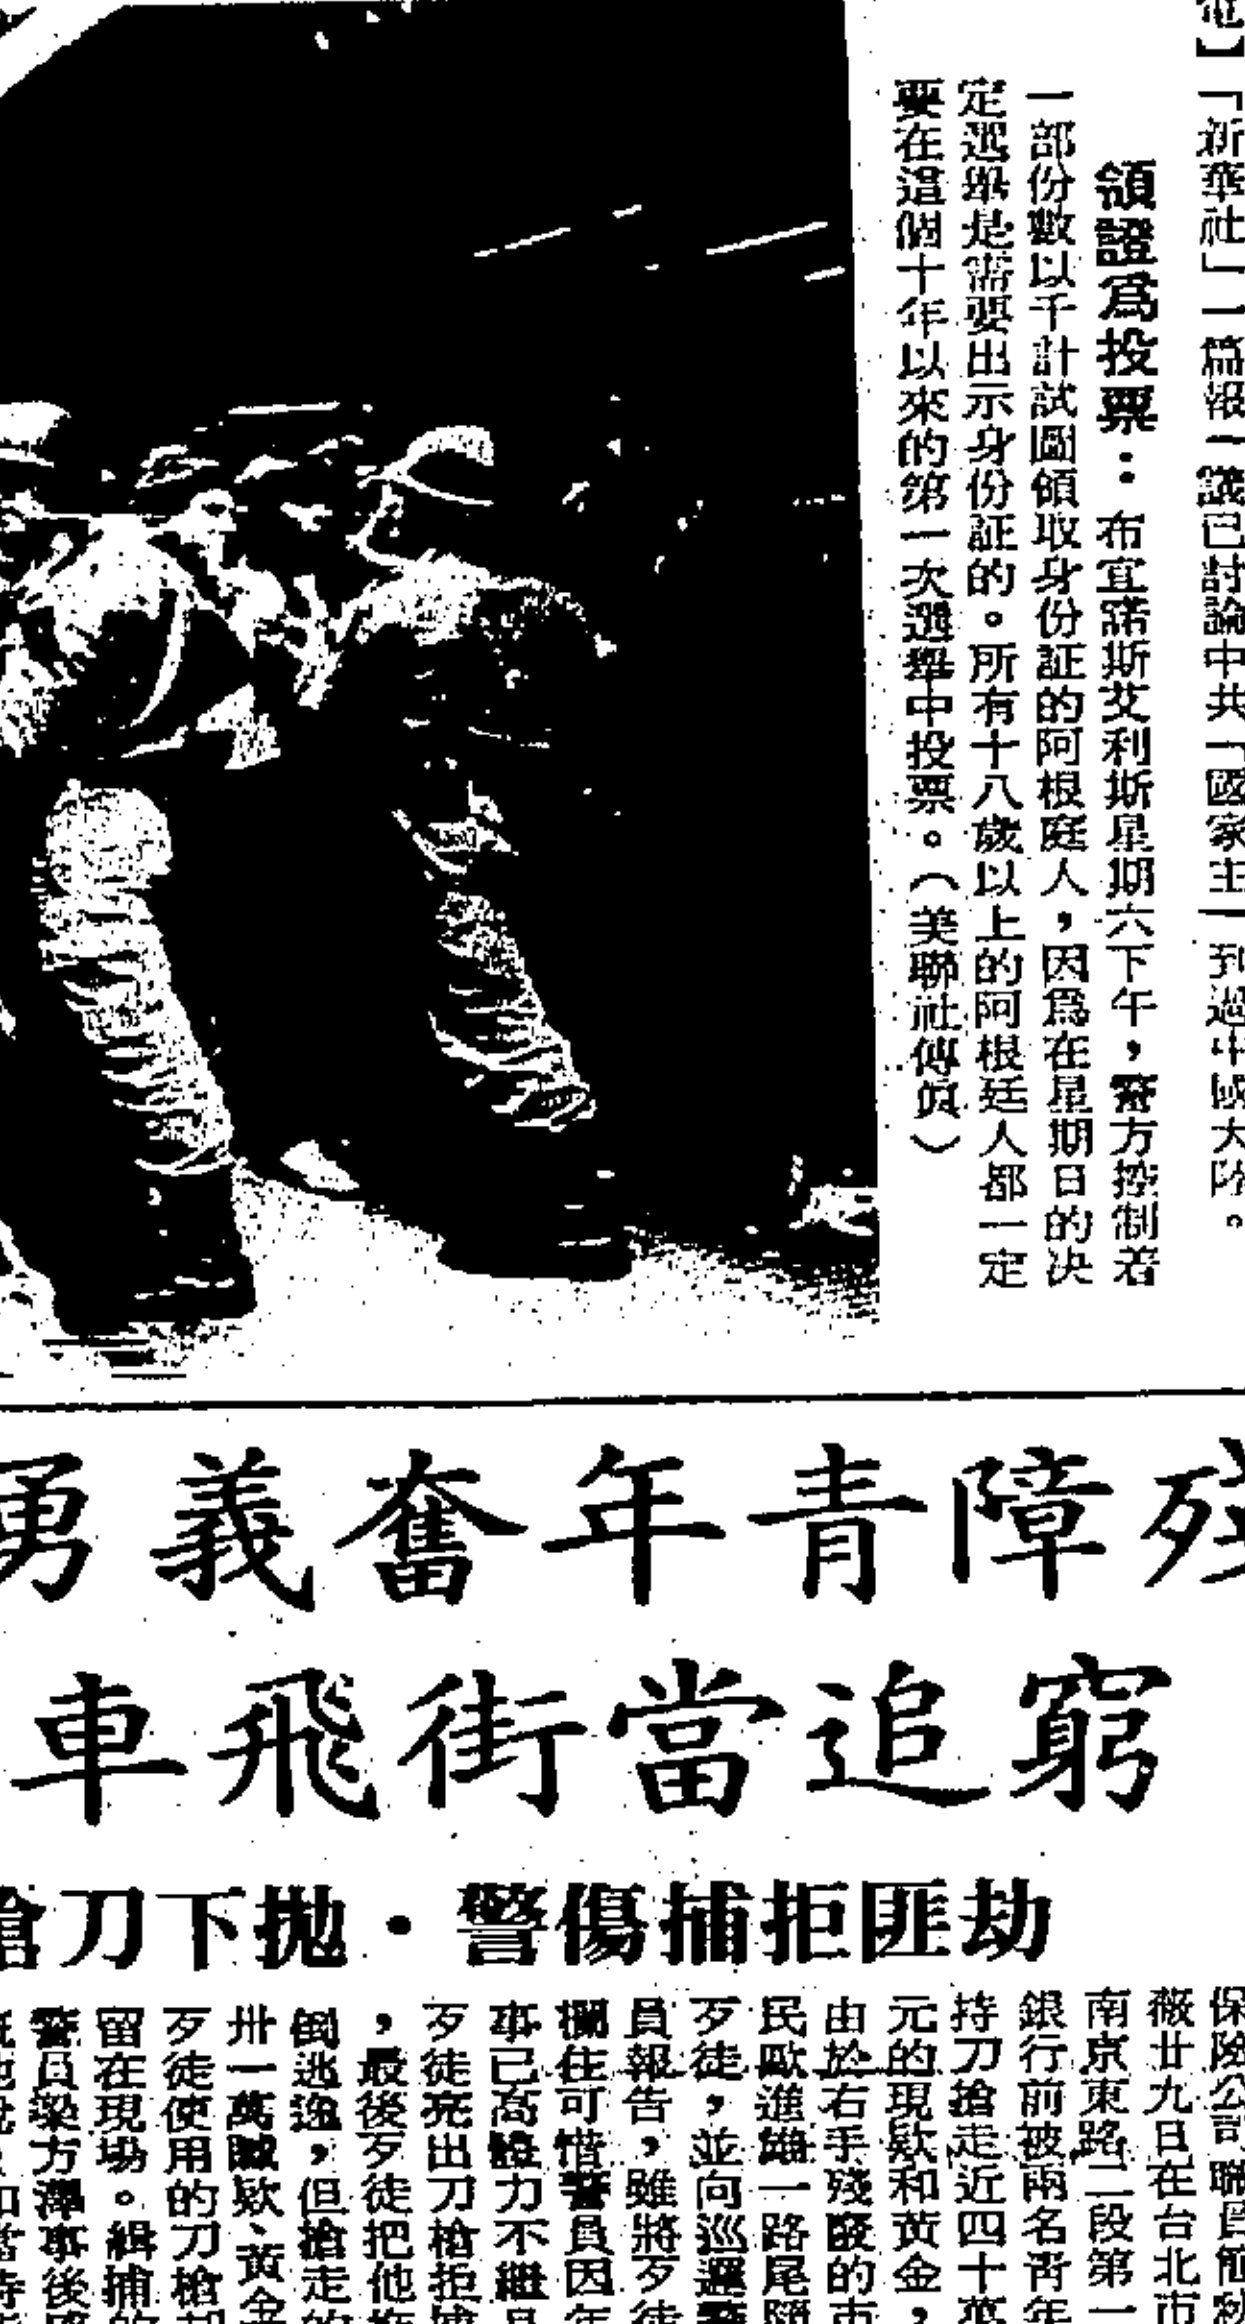 電】「新華社」一篇報
議已討論中共「國家主
到過中國大陸。
領證為投票：布宜諾斯艾利斯星期六下午，警方控制着
一部份數以千計試圖領取身份証的阿根庭人，因為在星期日的决
定選舉是需要出示身份証的。所有十八歲以上的阿根廷人都一定
要在這個十年以來的第一次選舉中投票。（美聯社傳眞）
殘障青年奮義勇
窮追當街飛車
劫匪拒捕傷警・拋下刀槍
保險公司職員簡
薇廿九日在台北市
南京東路二段第一
銀行前被兩名青年
持刀搶走近四十萬
元的現欵和黃金，
由於右手殘廢的市
民歐進雄一路尾隨
歹徒，並向巡邏警
員報告，雖將歹徒
攔住可惜警員因年
事已高體力不繼且
歹徒亮出刀槍拒捕
，最後歹徒把他
倒逃逸，但搶走的
卅一萬贓欵、黃金
歹徒使用的刀槍却
留在現場。緝捕的
警員梁方澤事後